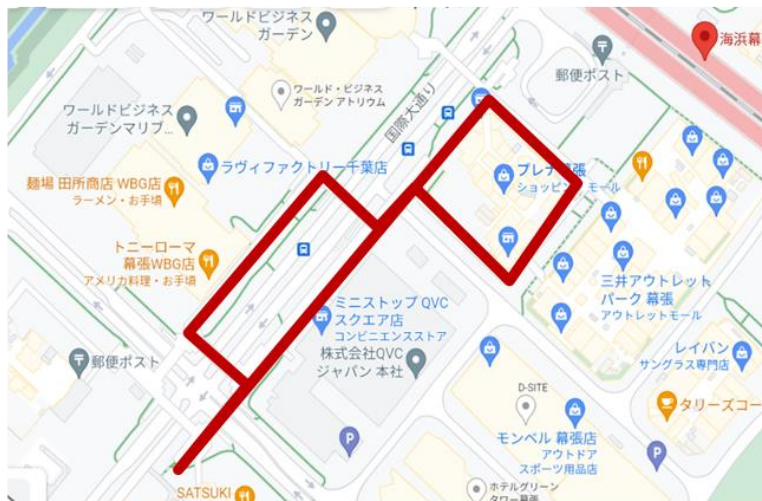 ワールドビジネス
ガーデン
海浜幕
郵便ポスト
ワールド・ビジネス
ガーデン アトリウム
国際大通り
ワールドビジネス
ガーデンマリブ...
ラヴィファクトリー千葉店
麺場 田所商店 WBG店
ラーメン・お手頃
プレナ幕張
ショッピン モール
トニーローマ
幕張WBG店
アメリカ料理・お手頃
三井アウトレット
パーク 幕張
アウトレットモール
ミニストップ QVC
スクエア店
コンビニエンスストア
株式会社QVC
ジャパン 本社
郵便ポスト
レイバン
サングラス専門店
D-SITE
タリーズコー
モンベル 幕張店
アウトドア
スポーツ用品店
P
P
SATSUKI
ホテルグリーン
タワー幕張